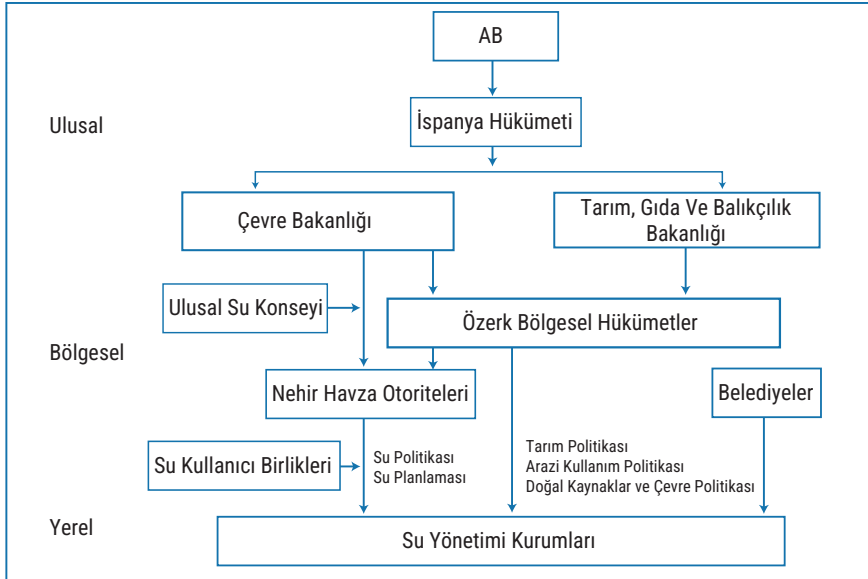 AB
Ulusal
İspanya Hükümeti
Çevre Bakanlığı
Tarım, Gıda Ve Balıkçılık
Bakanlığı
Ulusal Su Konseyi
Özerk Bölgesel Hükümetler
Bölgesel
Nehir Havza Otoriteleri
Belediyeler
Su Kullanıcı Birlikleri
Su Politikası
Su Planlaması
Tarım Politikası
Arazi Kullanım Politikası
Doğal Kaynaklar ve Çevre Politikası
Yerel
Su Yönetimi Kurumları